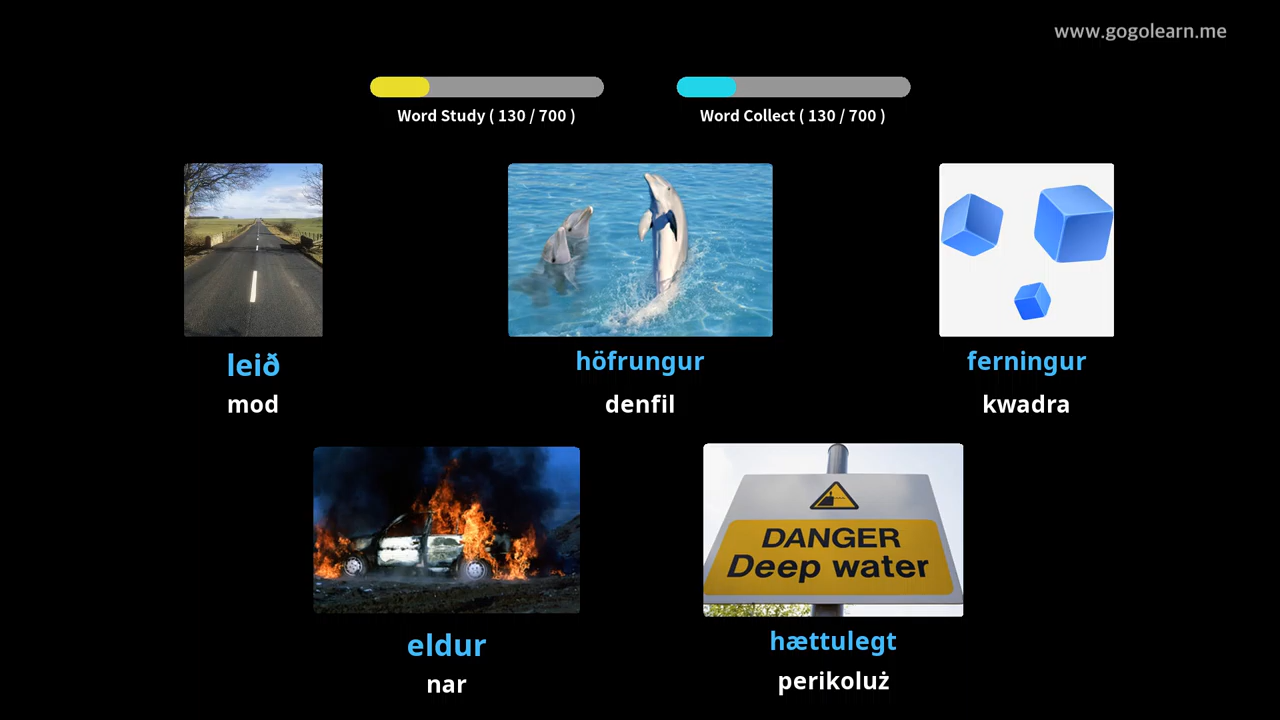 www.gogolearn.me
Word Study ( 130 / 700 )
Word Collect ( 130 / 700 )
leið
mod
höfrungur
denfil
ferningur
kwadra
eldur
nar
DANGER
Deep water
hættulegt
perikoluż